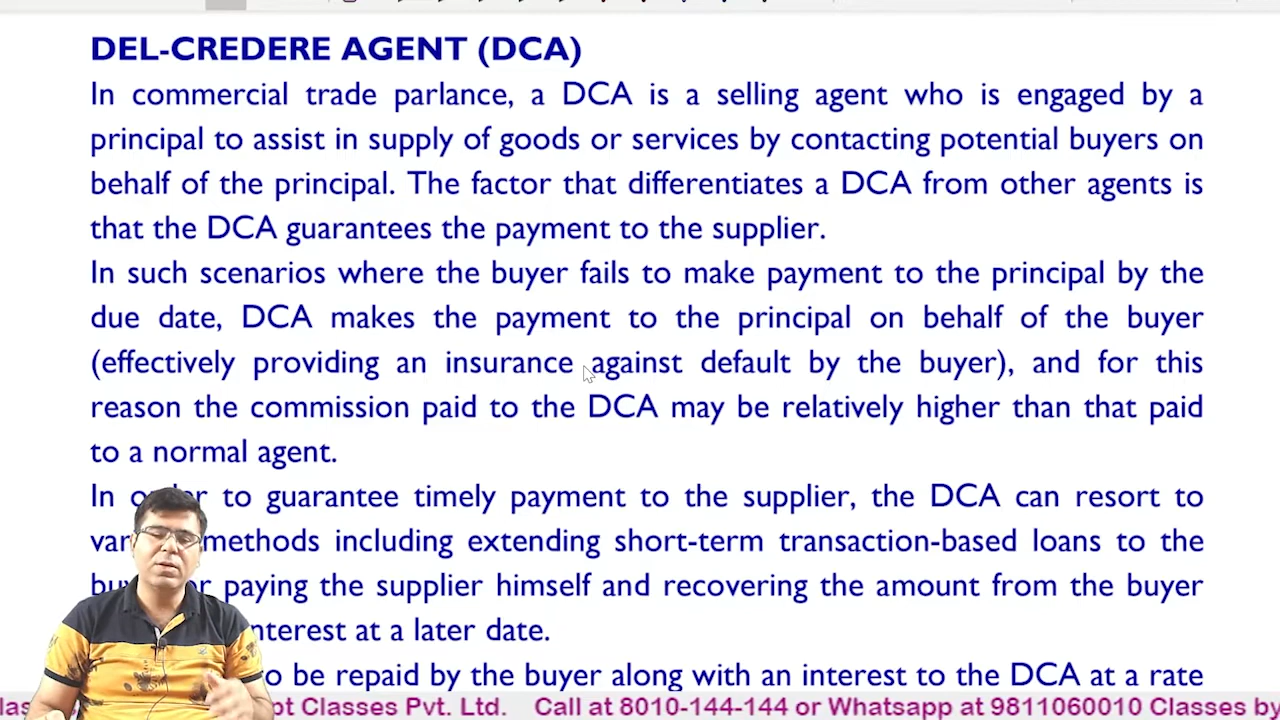 DEL-CREDERE AGENT (DCA)
In commercial trade parlance, a DCA is a selling agent who is engaged by a
principal to assist in supply of goods or services by contacting potential buyers on
behalf of the principal. The factor that differentiates a DCA from other agents is
that the DCA guarantees the payment to the supplier.
In such scenarios where the buyer fails to make payment to the principal by the
due date, DCA makes the payment to the principal on behalf of the buyer
(effectively providing an insurance against default by the buyer), and for this
reason the commission paid to the DCA may be relatively higher than that paid
to a normal agent.
In to guarantee timely payment to the supplier, the DCA can resort to
methods including extending short-term transaction-based loans to the
paying the supplier himself and recovering the amount from the buyer
interest at a later date.
be repaid by the buyer along with an interest to the DCA at a rate
Classes Pvt. Ltd. Call at 8010-144-144 or Whatsapp at 9811060010 Classes by